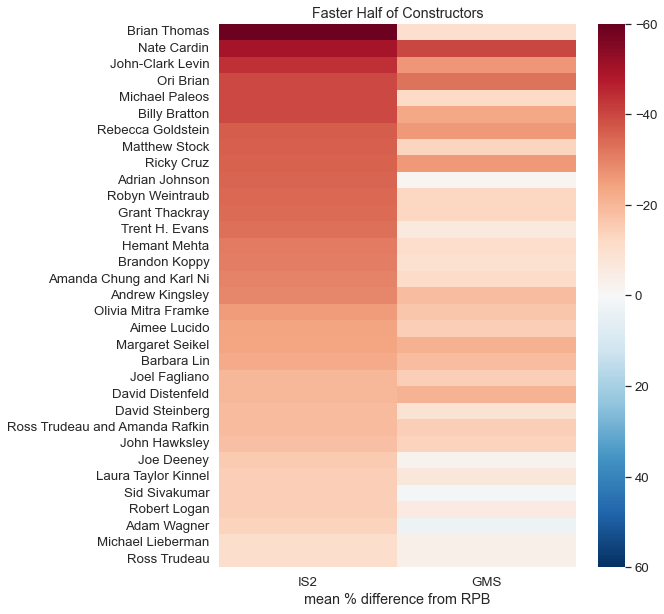 Faster Half of Constructors
Brian Thomas
Nate Cardin
John-Clark Levin
Ori Brian
Michael Paleos
Billy Bratton
Rebecca Goldstein
Matthew Stock
Ricky Cruz
Adrian Johnson
Robyn Weintraub
Grant Thackray
Trent H. Evans
Hemant Mehta
Brandon Koppy
Amanda Chung and Karl Ni
Andrew Kingsley
Olivia Mitra Framke
Aimee Lucido
Margaret Seikel
Barbara Lin
Joel Fagliano
David Distenfeld
David Steinberg
Ross Trudeau and Amanda Rafkin
John Hawksley
Joe Deeney
Laura Taylor Kinnel
Sid Sivakumar
Robert Logan
Adam Wagner
Michael Lieberman
Ross Trudeau
IS2 GMS
mean % difference from RPB
−60
−40
−20
0
20
40
60